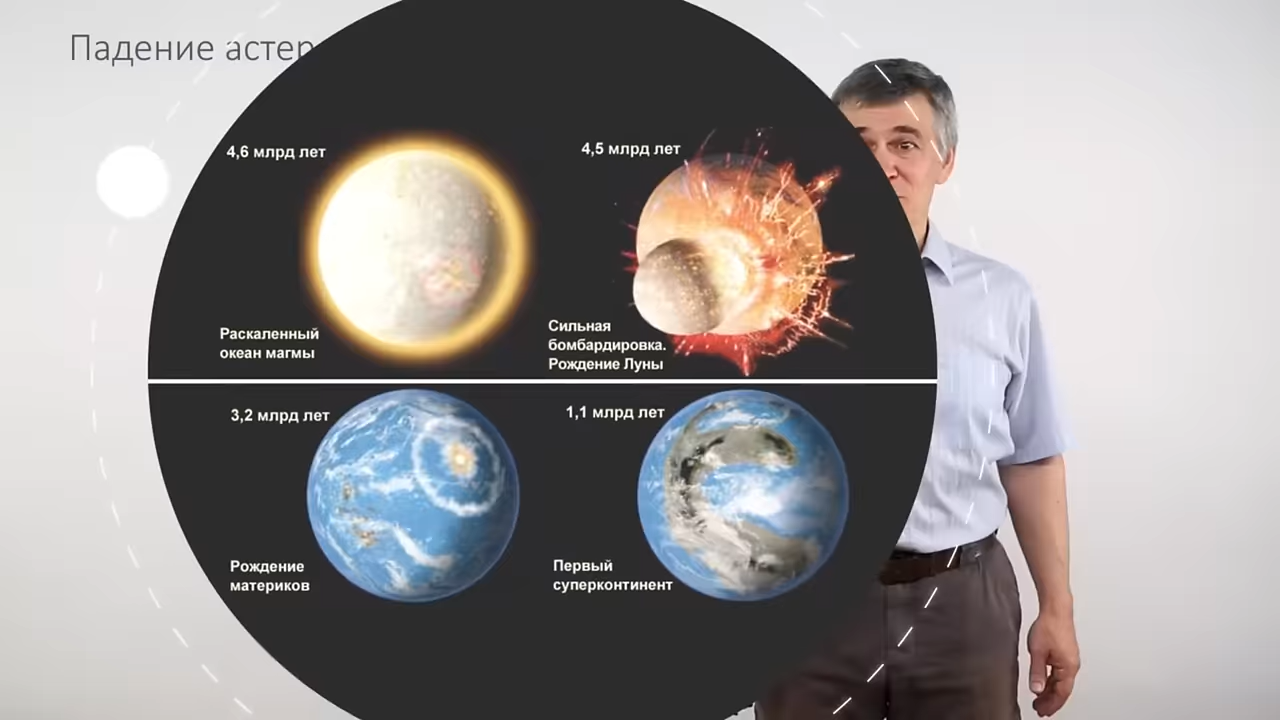 Падение астер
4,6 млрд лет
4,5 млрд лет
Раскаленный
океан магмы
Сильная
бомбардировка.
Рождение Луны
3,2 млрд лет
1,1 млрд лет
Рождение
материков
Первый
суперконтинент